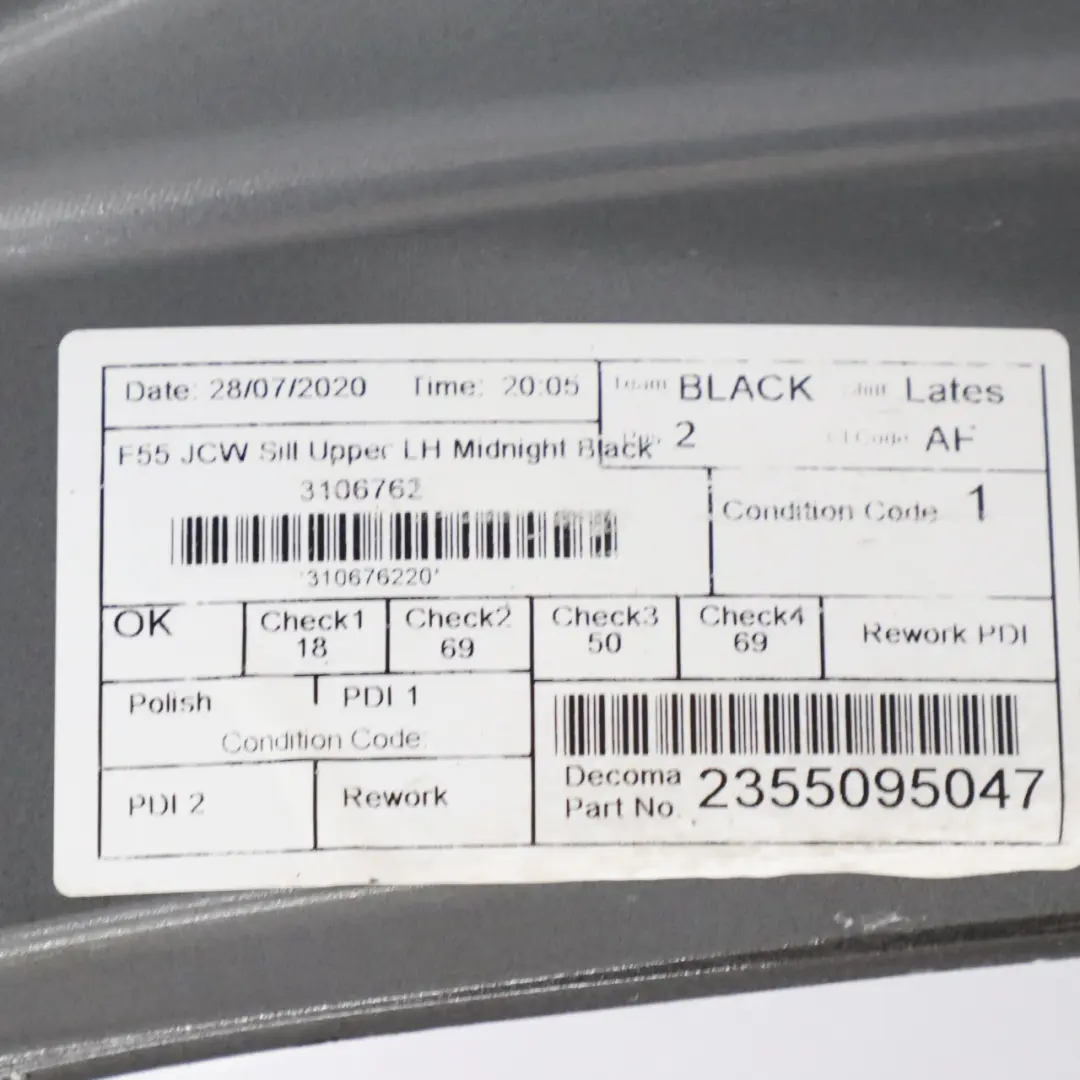 Date: 28/07/2020 Time: 20:05
Team BLACK Shift Lates
F55 JCW Sill Upper LH Midnight Black
2 AF
3106762
Condition Code 1
*310676220*
OK
Check1 Check2 Check3 Check4
18 69 50 69
Rework PDI
Polish PDI 1
Condition Code:
PDI 2 Rework
Decoma
Part No. 2355095047